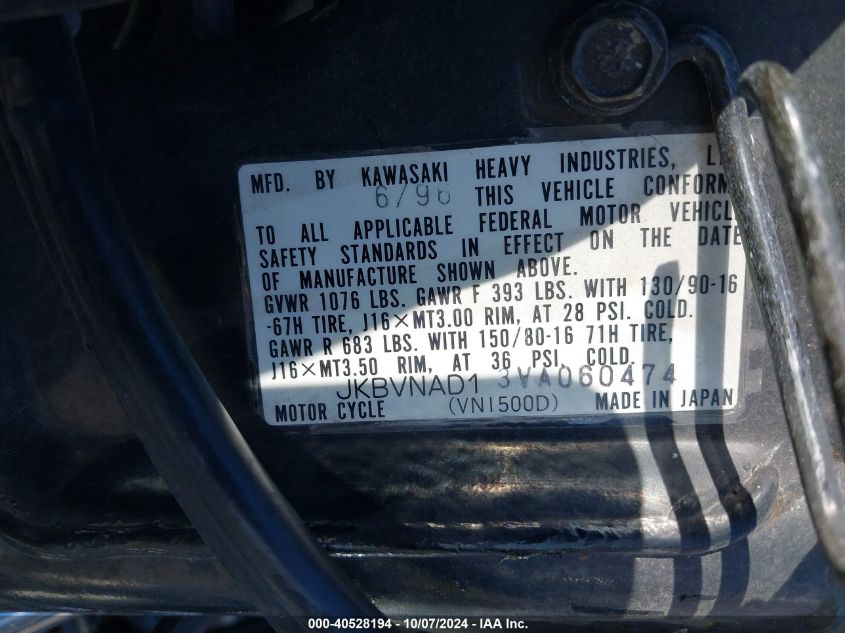 MFD. BY KAWASAKI HEAVY INDUSTRIES, L
6/96 THIS VEHICLE CONFORM
TO ALL APPLICABLE FEDERAL MOTOR VEHICL
SAFETY STANDARDS IN EFFECT ON THE DATE
OF MANUFACTURE SHOWN ABOVE.
GVWR 1076 LBS. GAWR F 393 LBS. WITH 130/90-16
-67H TIRE, J16×MT3.00 RIM, AT 28 PSI. COLD.
GAWR R 683 LBS. WITH 150/80-16 71H TIRE,
J16×MT3.50 RIM, AT 36 PSI, COLD.
JKBVNAD1 3VA060474
MOTOR CYCLE (VN1500D) MADE IN JAPAN
000-40528194 - 10/07/2024 - IAA Inc.